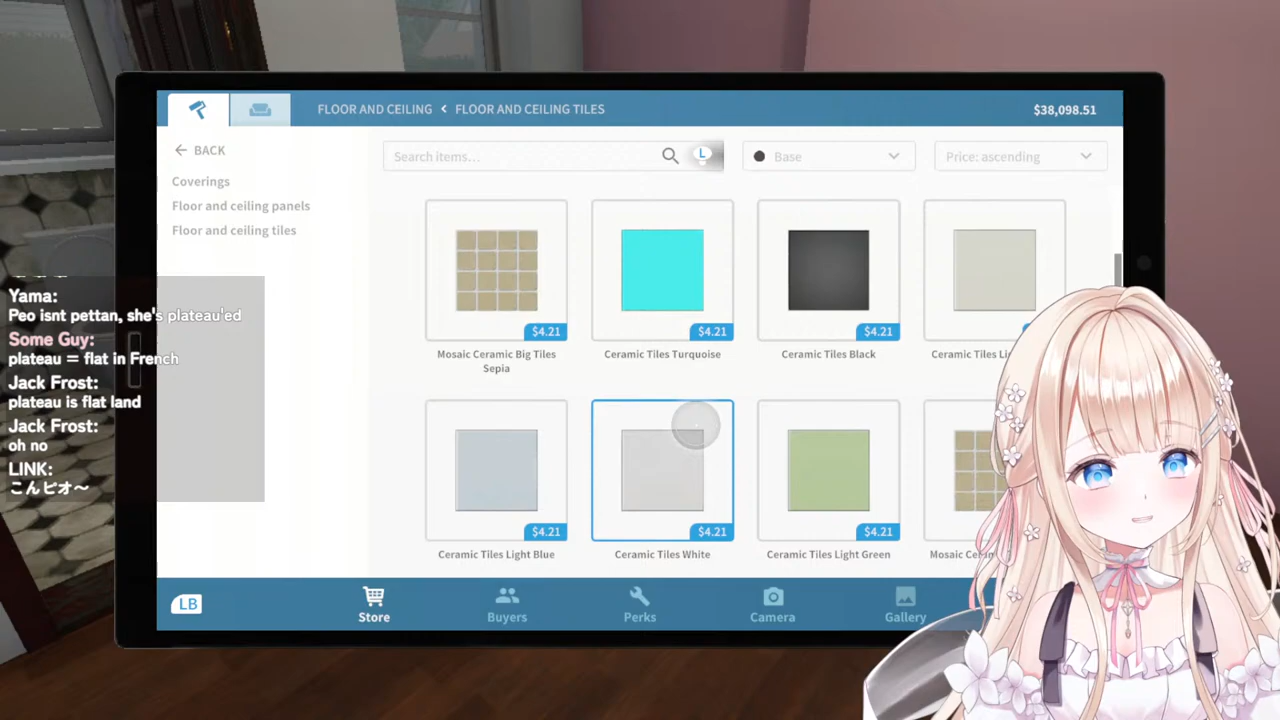 FLOOR AND CEILING < FLOOR AND CEILING TILES
$38,098.51
BACK
Search items...
L
Base
Price: ascending
Coverings
Floor and ceiling panels
Floor and ceiling tiles
$4.21
$4.21
$4.21
Mosaic Ceramic Big Tiles
Sepia
Ceramic Tiles Turquoise
Ceramic Tiles Black
Ceramic Tiles
$4.21
$4.21
$4.21
Ceramic Tiles Light Blue
Ceramic Tiles White
Ceramic Tiles Light Green
Mosaic
Yama:
Peo isnt pettan, she's plateau'ed
Some Guy:
plateau = flat in French
Jack Frost:
plateau is flat land
Jack Frost:
oh no
LINK:
こんピオ〜
LB
Store
Buyers
Perks
Camera
Gallery